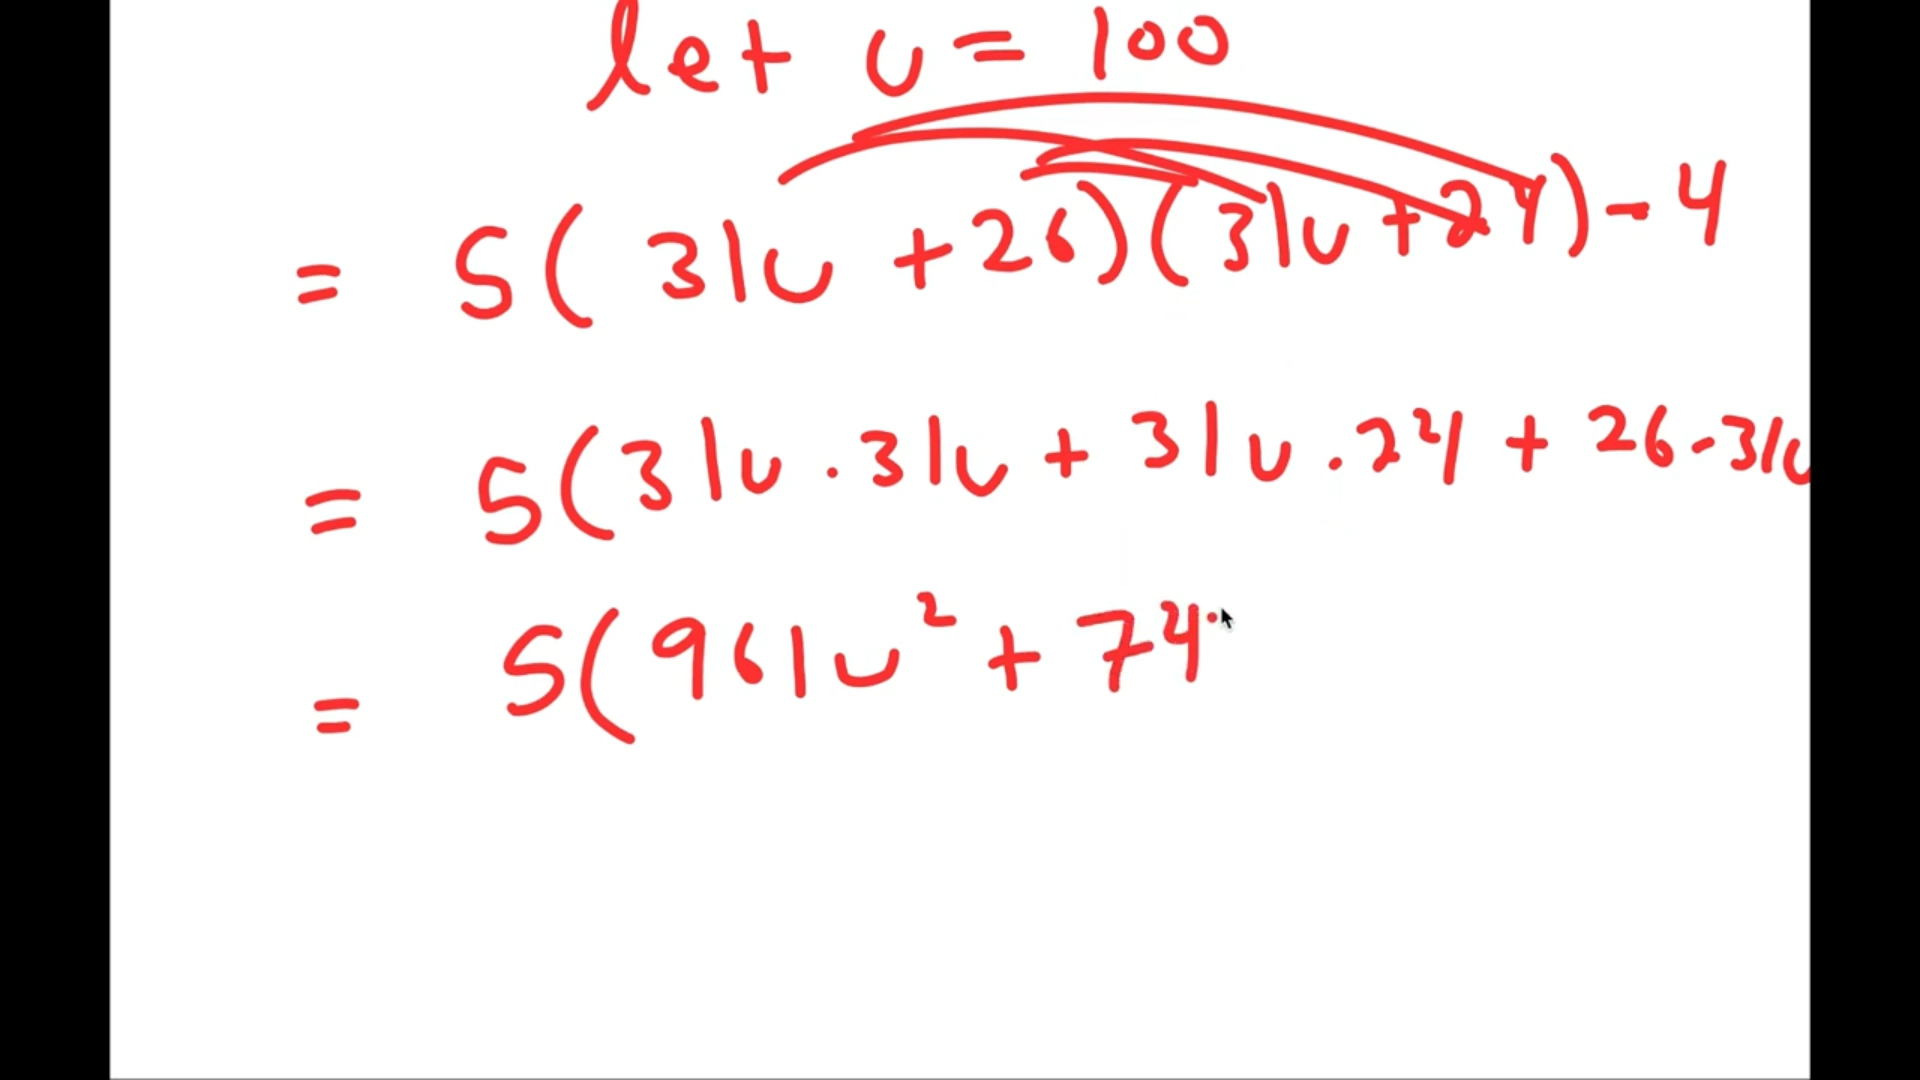 let u = 100
= 5(31u + 26)(31u + 24) - 4
= 5(31u · 31u + 31u · 24 + 26 · 31u
= 5(961u² + 74